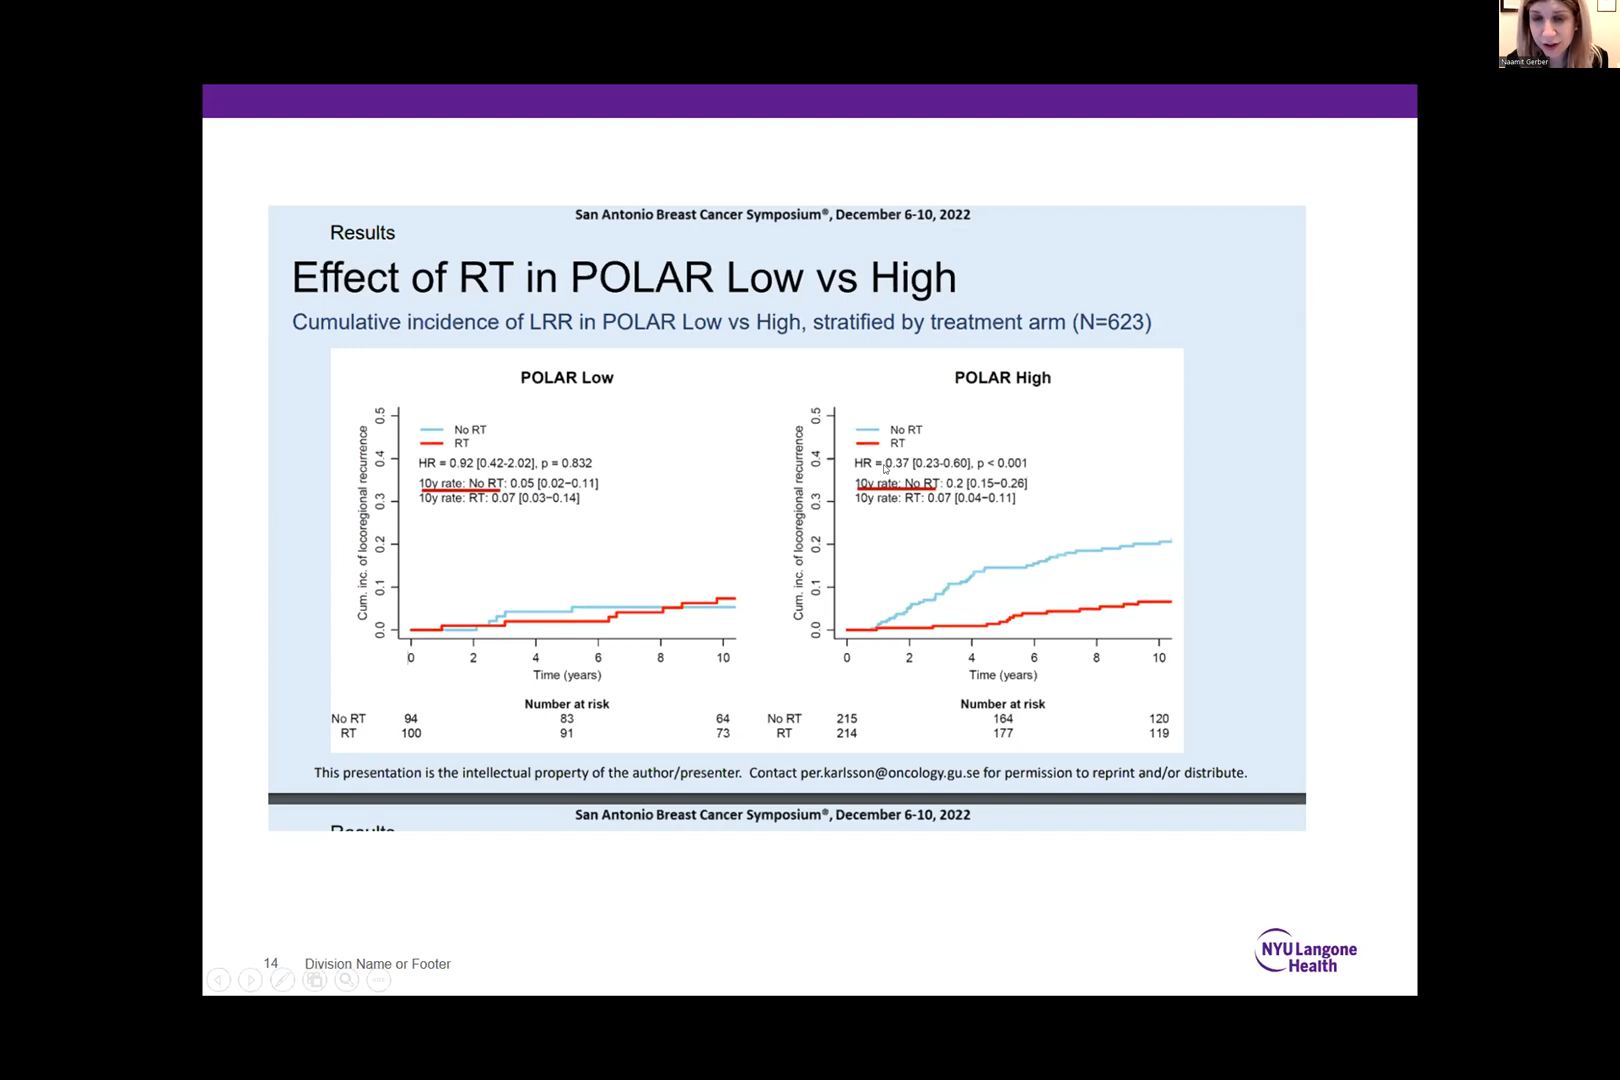 Naamit Gerber
San Antonio Breast Cancer Symposium®, December 6-10, 2022
Results
Effect of RT in POLAR Low vs High
Cumulative incidence of LRR in POLAR Low vs High, stratified by treatment arm (N=623)
POLAR Low
Cum. inc. of locoregional recurrence
0.5
0.4
0.3
0.2
0.1
0.0
No RT
RT
HR = 0.92 [0.42-2.02], p = 0.832
10y rate: No RT: 0.05 [0.02−0.11]
10y rate: RT: 0.07 [0.03−0.14]
0 2 4 6 8 10
Time (years)
Number at risk
No RT 94 83 64
RT 100 91 73
POLAR High
Cum. inc. of locoregional recurrence
0.5
0.4
0.3
0.2
0.1
0.0
No RT
RT
HR = 0.37 [0.23-0.60], p < 0.001
10y rate: No RT: 0.2 [0.15−0.26]
10y rate: RT: 0.07 [0.04−0.11]
0 2 4 6 8 10
Time (years)
Number at risk
No RT 215 164 120
RT 214 177 119
This presentation is the intellectual property of the author/presenter. Contact per.karlsson@oncology.gu.se for permission to reprint and/or distribute.
San Antonio Breast Cancer Symposium®, December 6-10, 2022
Results
14 Division Name or Footer
NYU Langone
Health